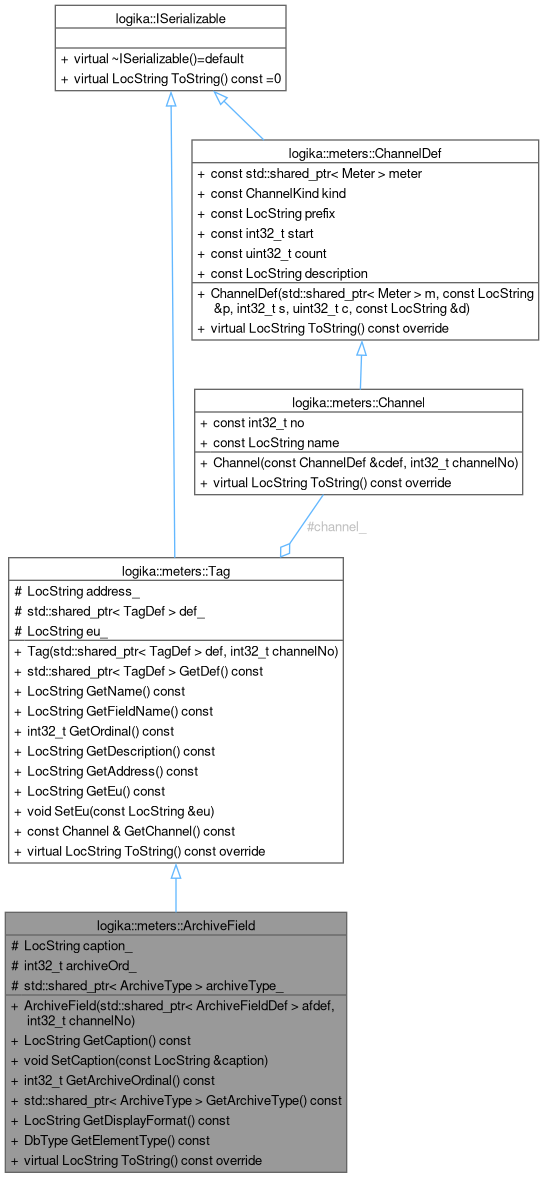 logika::ISerializable
+ virtual ~ISerializable()=default
+ virtual LocString ToString() const =0
logika::meters::ChannelDef
+ const std::shared_ptr< Meter > meter
+ const ChannelKind kind
+ const LocString prefix
+ const int32_t start
+ const uint32_t count
+ const LocString description
+ ChannelDef(std::shared_ptr< Meter > m, const LocString
&p, int32_t s, uint32_t c, const LocString &d)
+ virtual LocString ToString() const override
logika::meters::Channel
+ const int32_t no
+ const LocString name
+ Channel(const ChannelDef &cdef, int32_t channelNo)
+ virtual LocString ToString() const override
#channel_
logika::meters::Tag
# LocString address_
# std::shared_ptr< TagDef > def_
# LocString eu_
+ Tag(std::shared_ptr< TagDef > def, int32_t channelNo)
+ std::shared_ptr< TagDef > GetDef() const
+ LocString GetName() const
+ LocString GetFieldName() const
+ int32_t GetOrdinal() const
+ LocString GetDescription() const
+ LocString GetAddress() const
+ LocString GetEu() const
+ void SetEu(const LocString &eu)
+ const Channel & GetChannel() const
+ virtual LocString ToString() const override
logika::meters::ArchiveField
# LocString caption_
# int32_t archiveOrd_
# std::shared_ptr< ArchiveType > archiveType_
+ ArchiveField(std::shared_ptr< ArchiveFieldDef > afdef,
int32_t channelNo)
+ LocString GetCaption() const
+ void SetCaption(const LocString &caption)
+ int32_t GetArchiveOrdinal() const
+ std::shared_ptr< ArchiveType > GetArchiveType() const
+ LocString GetDisplayFormat() const
+ DbType GetElementType() const
+ virtual LocString ToString() const override